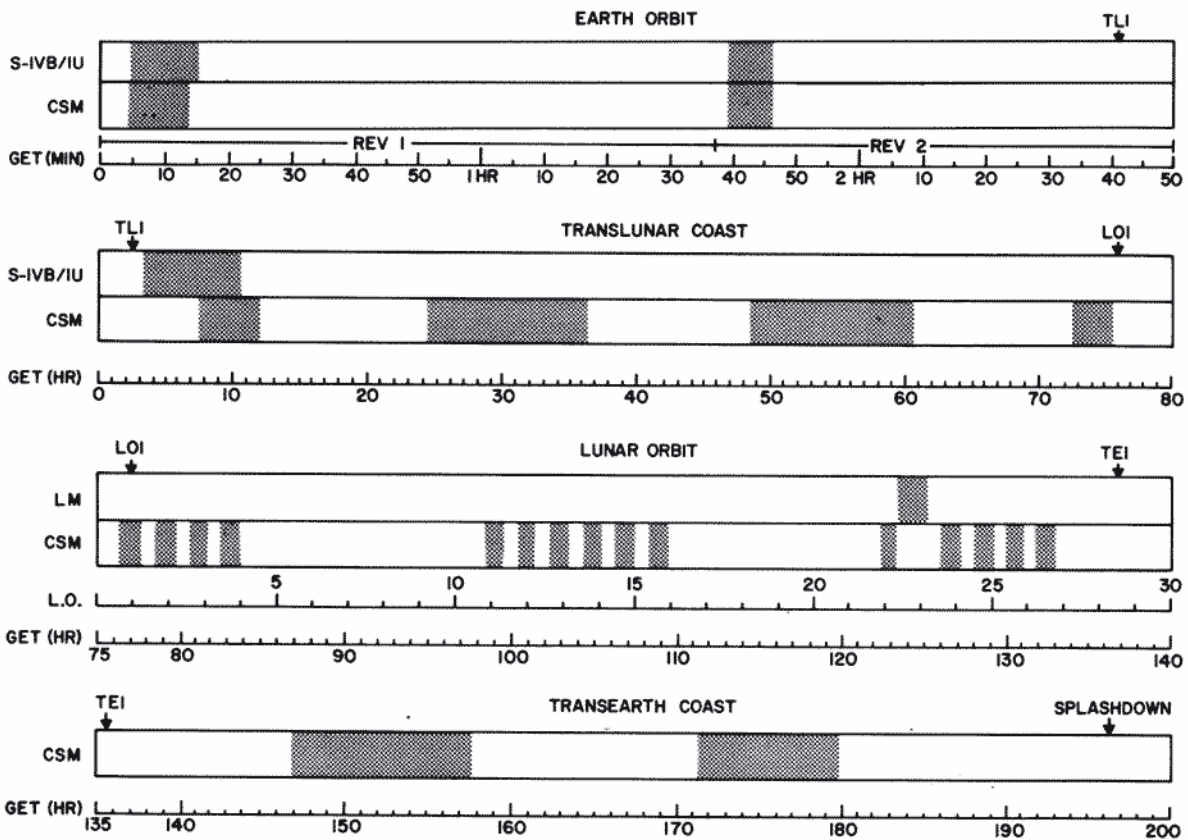 EARTH ORBIT
TLI
S-IVB/IU
CSM
REV 1 REV 2
GET (MIN)
0 10 20 30 40 50 1 HR 10 20 30 40 50 2 HR 10 20 30 40 50
TLI TRANSLUNAR COAST LOI
S-IVB/IU
CSM
GET (HR)
0 10 20 30 40 50 60 70 80
LOI LUNAR ORBIT TEI
LM
CSM
5 10 15 20 25 30
L.O.
GET (HR)
75 80 90 100 110 120 130 140
TEI TRANSEARTH COAST SPLASHDOWN
CSM
GET (HR)
135 140 150 160 170 180 190 200